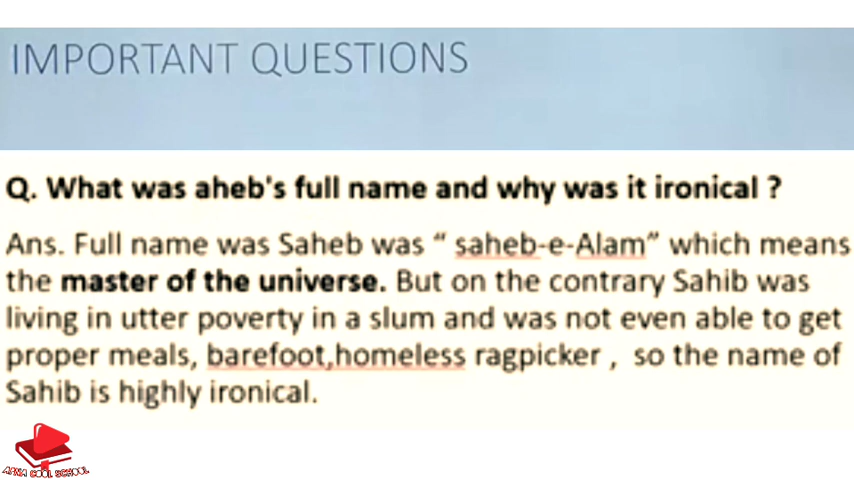 IMPORTANT QUESTIONS
Q. What was aheb's full name and why was it ironical ?
Ans. Full name was Saheb was “ saheb-e-Alam” which means
the master of the universe. But on the contrary Sahib was
living in utter poverty in a slum and was not even able to get
proper meals, barefoot,homeless ragpicker , so the name of
Sahib is highly ironical.
APNA COOL SCHOOL